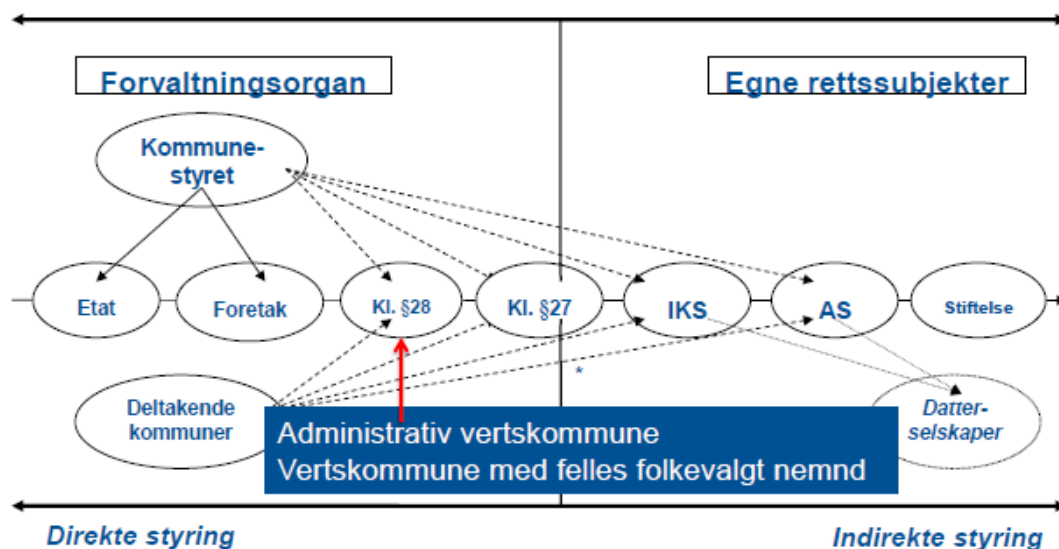 Forvaltningsorgan
Egne rettssubjekter
Kommune-
styret
Etat
Foretak
Kl. §28
Kl. §27
IKS
AS
Stiftelse
*
Deltakende
kommuner
Administrativ vertskommune
Vertskommune med felles folkevalgt nemnd
Datter-
selskaper
Direkte styring
Indirekte styring